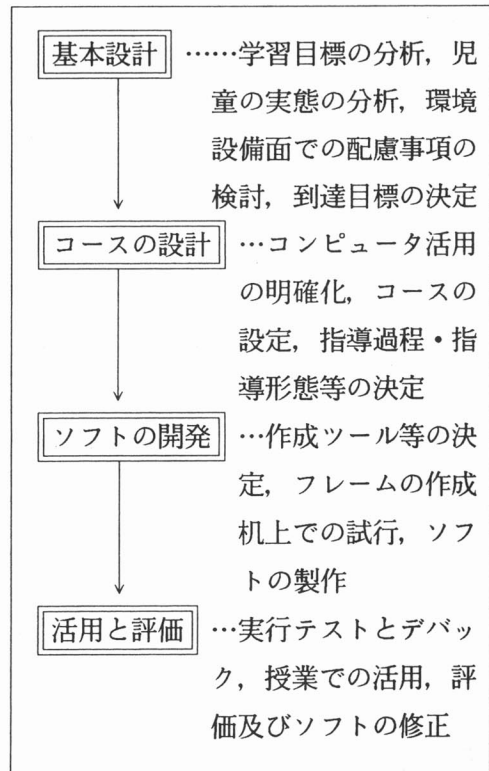 基本設計 ……学習目標の分析，児
童の実態の分析，環境
設備面での配慮事項の
検討，到達目標の決定
コースの設計 …コンピュータ活用
の明確化，コースの
設定，指導過程・指
導形態等の決定
ソフトの開発 …作成ツール等の決
定，フレームの作成
机上での試行，ソフ
トの製作
活用と評価 …実行テストとデバッ
ク，授業での活用，評
価及びソフトの修正